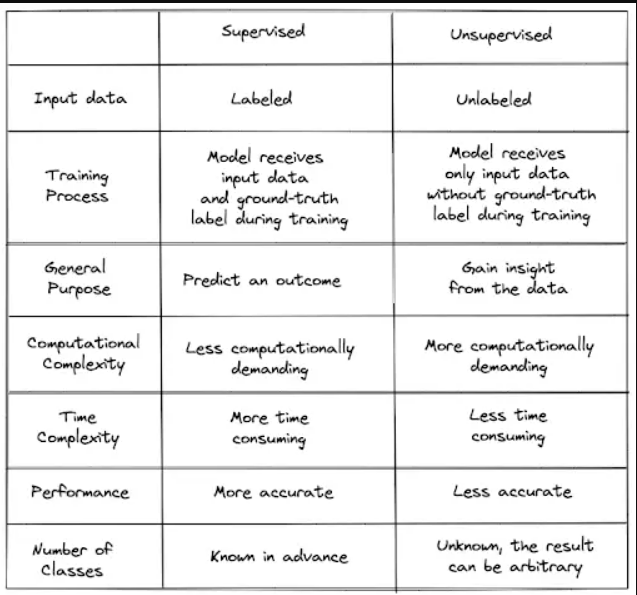 Supervised
Unsupervised
Input data
Labeled
Unlabeled
Training
Process
Model receives
input data
and ground-truth
label during training
Model receives
only input data
without ground-truth
label during training
General
Purpose
Predict an outcome
Gain insight
from the data
Computational
Complexity
Less computationally
demanding
More computationally
demanding
Time
Complexity
More time
consuming
Less time
consuming
Performance
More accurate
Less accurate
Number of
Classes
Known in advance
Unknown, the result
can be arbitrary